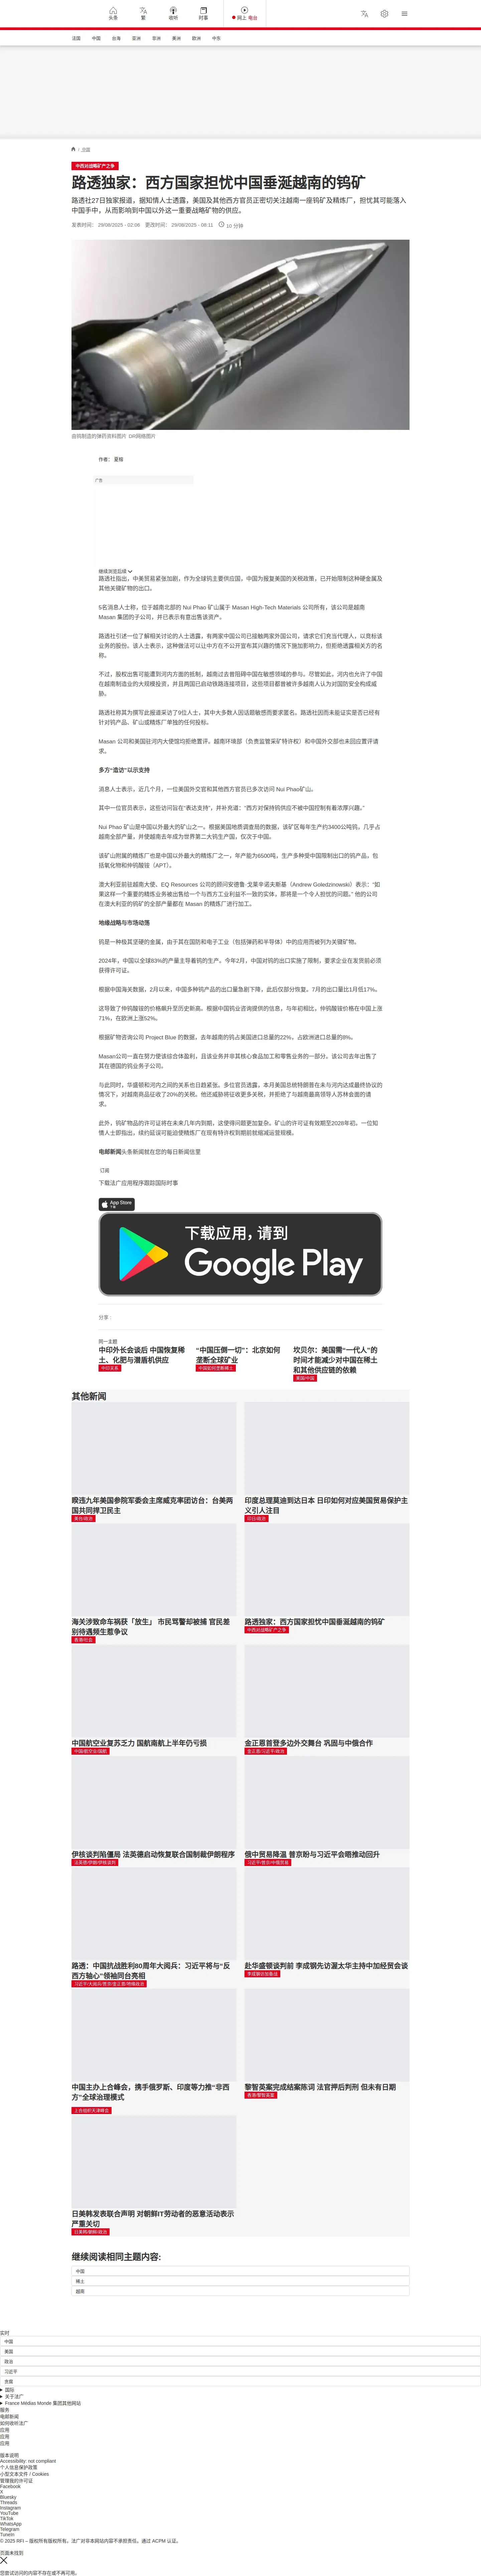 头条
繁
收听
时事
网上 电台
法国
中国
台海
亚洲
非洲
美洲
欧洲
中东
/ 中国
中西对战略矿产之争
路透独家：西方国家担忧中国垂涎越南的钨矿
路透社27日独家报道，据知情人士透露，美国及其他西方官员正密切关注越南一座钨矿及精炼厂，担忧其可能落入
中国手中，从而影响到中国以外这一重要战略矿物的供应。
发表时间： 29/08/2025 - 02:06 更改时间： 29/08/2025 - 08:11 10 分钟
由钨制造的弹药资料图片 DR网络图片
作者： 夏榕
广告
继续浏览后续
路透社指出，中美贸易紧张加剧，作为全球钨主要供应国，中国为报复美国的关税政策，已开始限制这种硬金属及
其他关键矿物的出口。
5名消息人士称，位于越南北部的 Nui Phao 矿山属于 Masan High-Tech Materials 公司所有，该公司是越南
Masan 集团的子公司，并已表示有意出售该资产。
路透社引述一位了解相关讨论的人士透露，有两家中国公司已接触两家外国公司，请求它们充当代理人，以竞标该
业务的股份。该人士表示，这种做法可以让中方在不公开宣布其兴趣的情况下施加影响力，但拒绝透露相关方的名
称。
不过，股权出售可能遭到河内方面的抵制，越南过去曾阻碍中国在敏感领域的参与。尽管如此，河内也允许了中国
在越南制造业的大规模投资，并且两国已启动铁路连接项目，这些项目都曾被许多越南人认为对国防安全构成威
胁。
路透社称其为撰写此报道采访了9位人士，其中大多数人因话题敏感而要求匿名。路透社因而未能证实是否已经有
针对钨产品、矿山或精炼厂单独的任何投标。
Masan 公司和美国驻河内大使馆均拒绝置评。越南环境部（负责监管采矿特许权）和中国外交部也未回应置评请
求。
多方“造访”以示支持
消息人士表示，近几个月，一位美国外交官和其他西方官员已多次访问 Nui Phao矿山。
其中一位官员表示，这些访问旨在“表达支持”，并补充道：“西方对保持钨供应不被中国控制有着浓厚兴趣。”
Nui Phao 矿山是中国以外最大的矿山之一。根据美国地质调查局的数据，该矿区每年生产约3400公吨钨，几乎占
越南全部产量，并使越南去年成为世界第二大钨生产国，仅次于中国。
该矿山附属的精炼厂也是中国以外最大的精炼厂之一，年产能为6500吨，生产多种受中国限制出口的钨产品，包
括氧化物和仲钨酸铵（APT）。
澳大利亚前驻越南大使、EQ Resources 公司的顾问安德鲁·戈莱辛诺夫斯基（Andrew Goledzinowski）表示：“如
果这样一个重要的精炼业务被出售给一个与西方工业利益不一致的实体，那将是一个令人担忧的问题。” 他的公司
在澳大利亚的钨矿的全部产量都在 Masan 的精炼厂进行加工。
地缘战略与市场动荡
钨是一种极其坚硬的金属，由于其在国防和电子工业（包括弹药和半导体）中的应用而被列为关键矿物。
2024年，中国以全球83%的产量主导着钨的生产。今年2月，中国对钨的出口实施了限制，要求企业在发货前必须
获得许可证。
根据中国海关数据，2月以来，中国多种钨产品的出口量急剧下降，此后仅部分恢复。7月的出口量比1月低17%。
这导致了仲钨酸铵的价格飙升至历史新高。根据中国钨业咨询提供的信息，与年初相比，仲钨酸铵价格在中国上涨
71%，在欧洲上涨52%。
根据矿物咨询公司 Project Blue 的数据，去年越南的钨占美国进口总量的22%，占欧洲进口总量的8%。
Masan公司一直在努力使该综合体盈利，且该业务并非其核心食品加工和零售业务的一部分。该公司去年出售了
其在德国的钨业务子公司。
与此同时，华盛顿和河内之间的关系也日趋紧张。多位官员透露，本月美国总统特朗普在未与河内达成最终协议的
情况下，对越南商品征收了20%的关税。他还威胁将征收更多关税，并拒绝了与越南最高领导人苏林会面的请
求。
此外，钨矿物品的许可证将在未来几年内到期，这使得问题更加复杂。矿山的许可证有效期至2028年初，一位知
情人士即指出，续约延误可能迫使精炼厂在现有特许权到期前就缩减运营规模。
电邮新闻头条新闻就在您的每日新闻信里
订阅
下载法广应用程序跟踪国际时事
App Store
下载
下载应用，请到
Google Play
分享 :
同一主题
中印外长会谈后 中国恢复稀
土、化肥与潜盾机供应
中印关系
“中国压倒一切”：北京如何
垄断全球矿业
中国如何垄断稀土
坎贝尔：美国需“一代人”的
时间才能减少对中国在稀土
和其他供应链的依赖
美国/中国
其他新闻
睽违九年美国参院军委会主席威克率团访台：台美两
国共同捍卫民主
美台/政治
印度总理莫迪到达日本 日印如何对应美国贸易保护主
义引人注目
印日/政治
海关涉致命车祸获「放生」 市民骂警却被捕 官民差
别待遇频生惹争议
香港/社会
路透独家：西方国家担忧中国垂涎越南的钨矿
中西对战略矿产之争
中国航空业复苏乏力 国航南航上半年仍亏损
中国/航空业/国航
金正恩首登多边外交舞台 巩固与中俄合作
金正恩/习近平/政治
伊核谈判陷僵局 法英德启动恢复联合国制裁伊朗程序
法英德/伊朗/伊核谈判
俄中贸易降温 普京盼与习近平会晤推动回升
习近平/普京/中俄贸易
路透：中国抗战胜利80周年大阅兵：习近平将与“反
西方轴心”领袖同台亮相
习近平/大阅兵/普京/金正恩/地缘政治
赴华盛顿谈判前 李成钢先访渥太华主持中加经贸会谈
李成钢访加备战
中国主办上合峰会，携手俄罗斯、印度等力推“非西
方”全球治理模式
上合组织天津峰会
黎智英案完成结案陈词 法官押后判刑 但未有日期
香港/黎智英案
日美韩发表联合声明 对朝鲜IT劳动者的恶意活动表示
严重关切
日美韩/朝鲜/政治
继续阅读相同主题内容:
中国
稀土
越南
实时
中国
美国
政治
习近平
贵圈
国际
关于法广
France Médias Monde 集团其他网站
服务
电邮新闻
如何收听法广
应用
应用
应用
版本说明
Accessibility: not compliant
个人信息保护政策
小型文本文件 / Cookies
管理我的许可证
Facebook
X
Bluesky
Threads
Instagram
YouTube
TikTok
WhatsApp
Telegram
TuneIn
© 2025 RFI – 版权所有版权所有。法广对非本网站内容不承担责任。通过 ACPM 认证。
页面未找到
您尝试访问的内容不存在或不再可用。